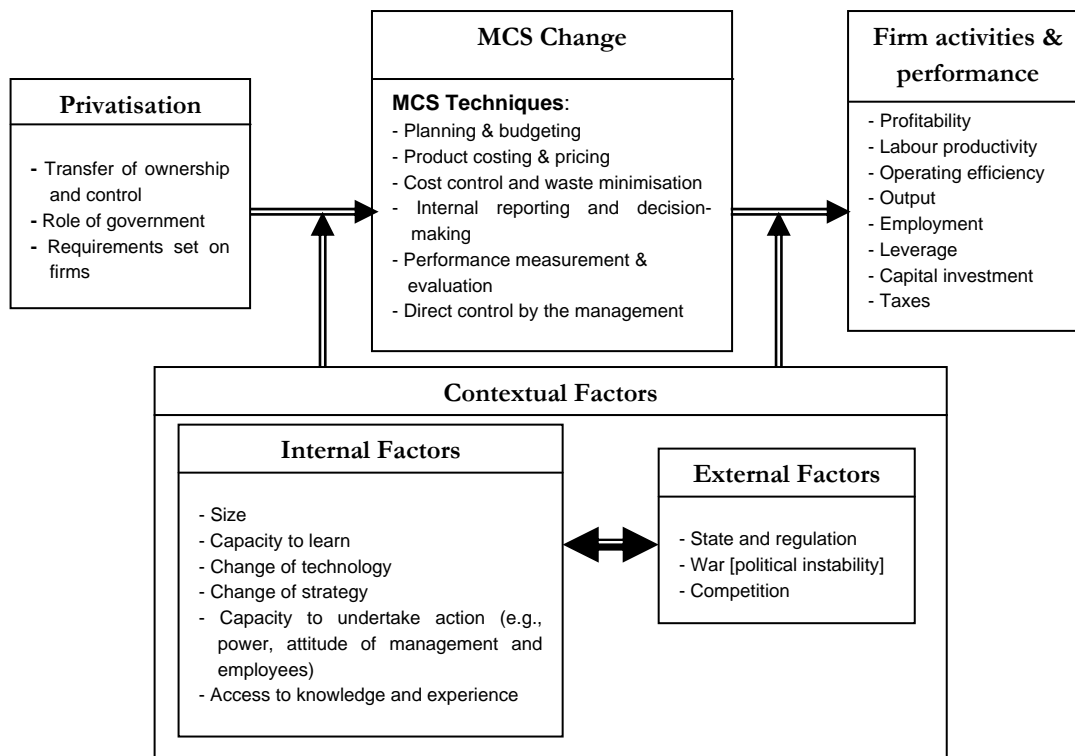 Privatisation
- Transfer of ownership
and control
- Role of government
- Requirements set on
firms
MCS Change
MCS Techniques:
- Planning & budgeting
- Product costing & pricing
- Cost control and waste minimisation
- Internal reporting and decision-
making
- Performance measurement &
evaluation
- Direct control by the management
Firm activities &
performance
- Profitability
- Labour productivity
- Operating efficiency
- Output
- Employment
- Leverage
- Capital investment
- Taxes
Contextual Factors
Internal Factors
- Size
- Capacity to learn
- Change of technology
- Change of strategy
- Capacity to undertake action (e.g.,
power, attitude of management and
employees)
- Access to knowledge and experience
External Factors
- State and regulation
- War [political instability]
- Competition